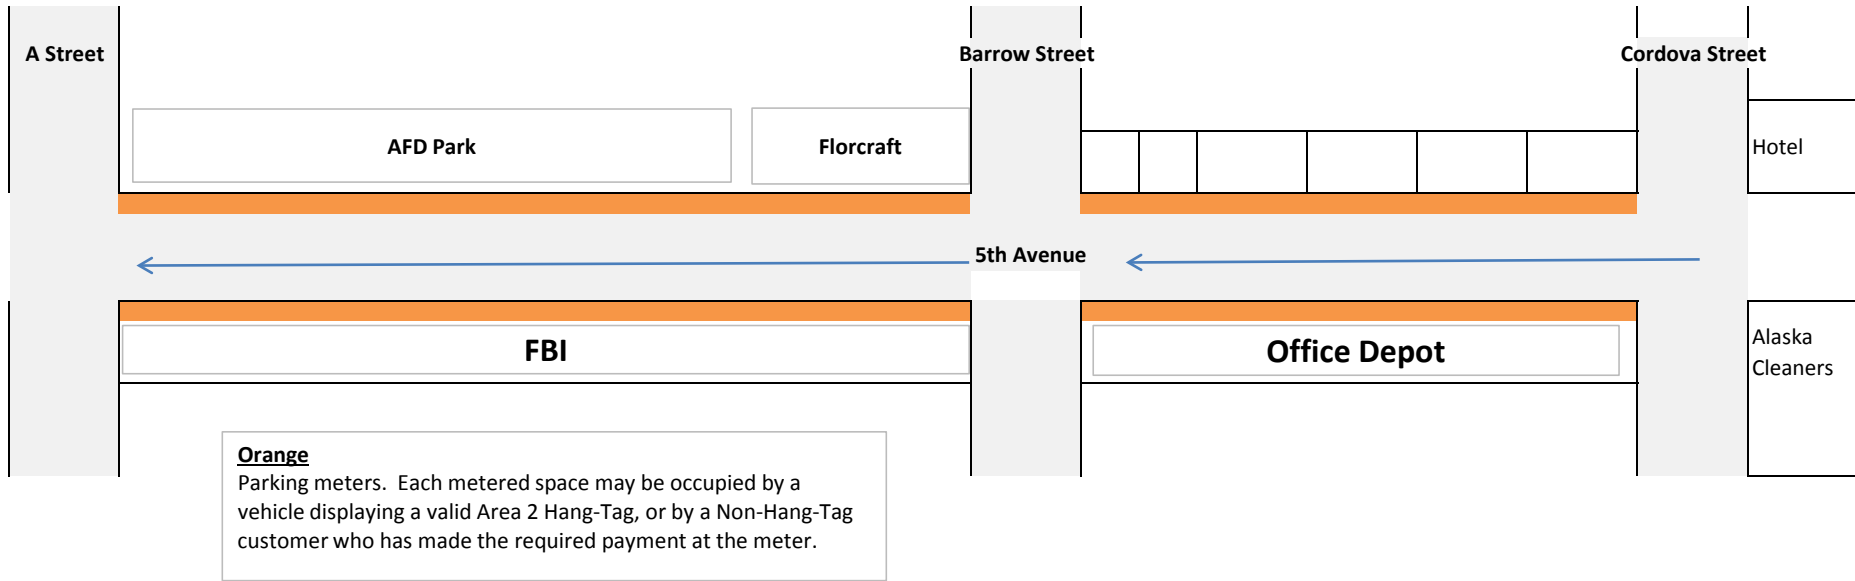 A Street
Barrow Street
Cordova Street
AFD Park
Florcraft
Hotel
5th Avenue
FBI
Office Depot
Alaska
Cleaners
Orange
Parking meters.  Each metered space may be occupied by a
vehicle displaying a valid Area 2 Hang-Tag, or by a Non-Hang-Tag
customer who has made the required payment at the meter.